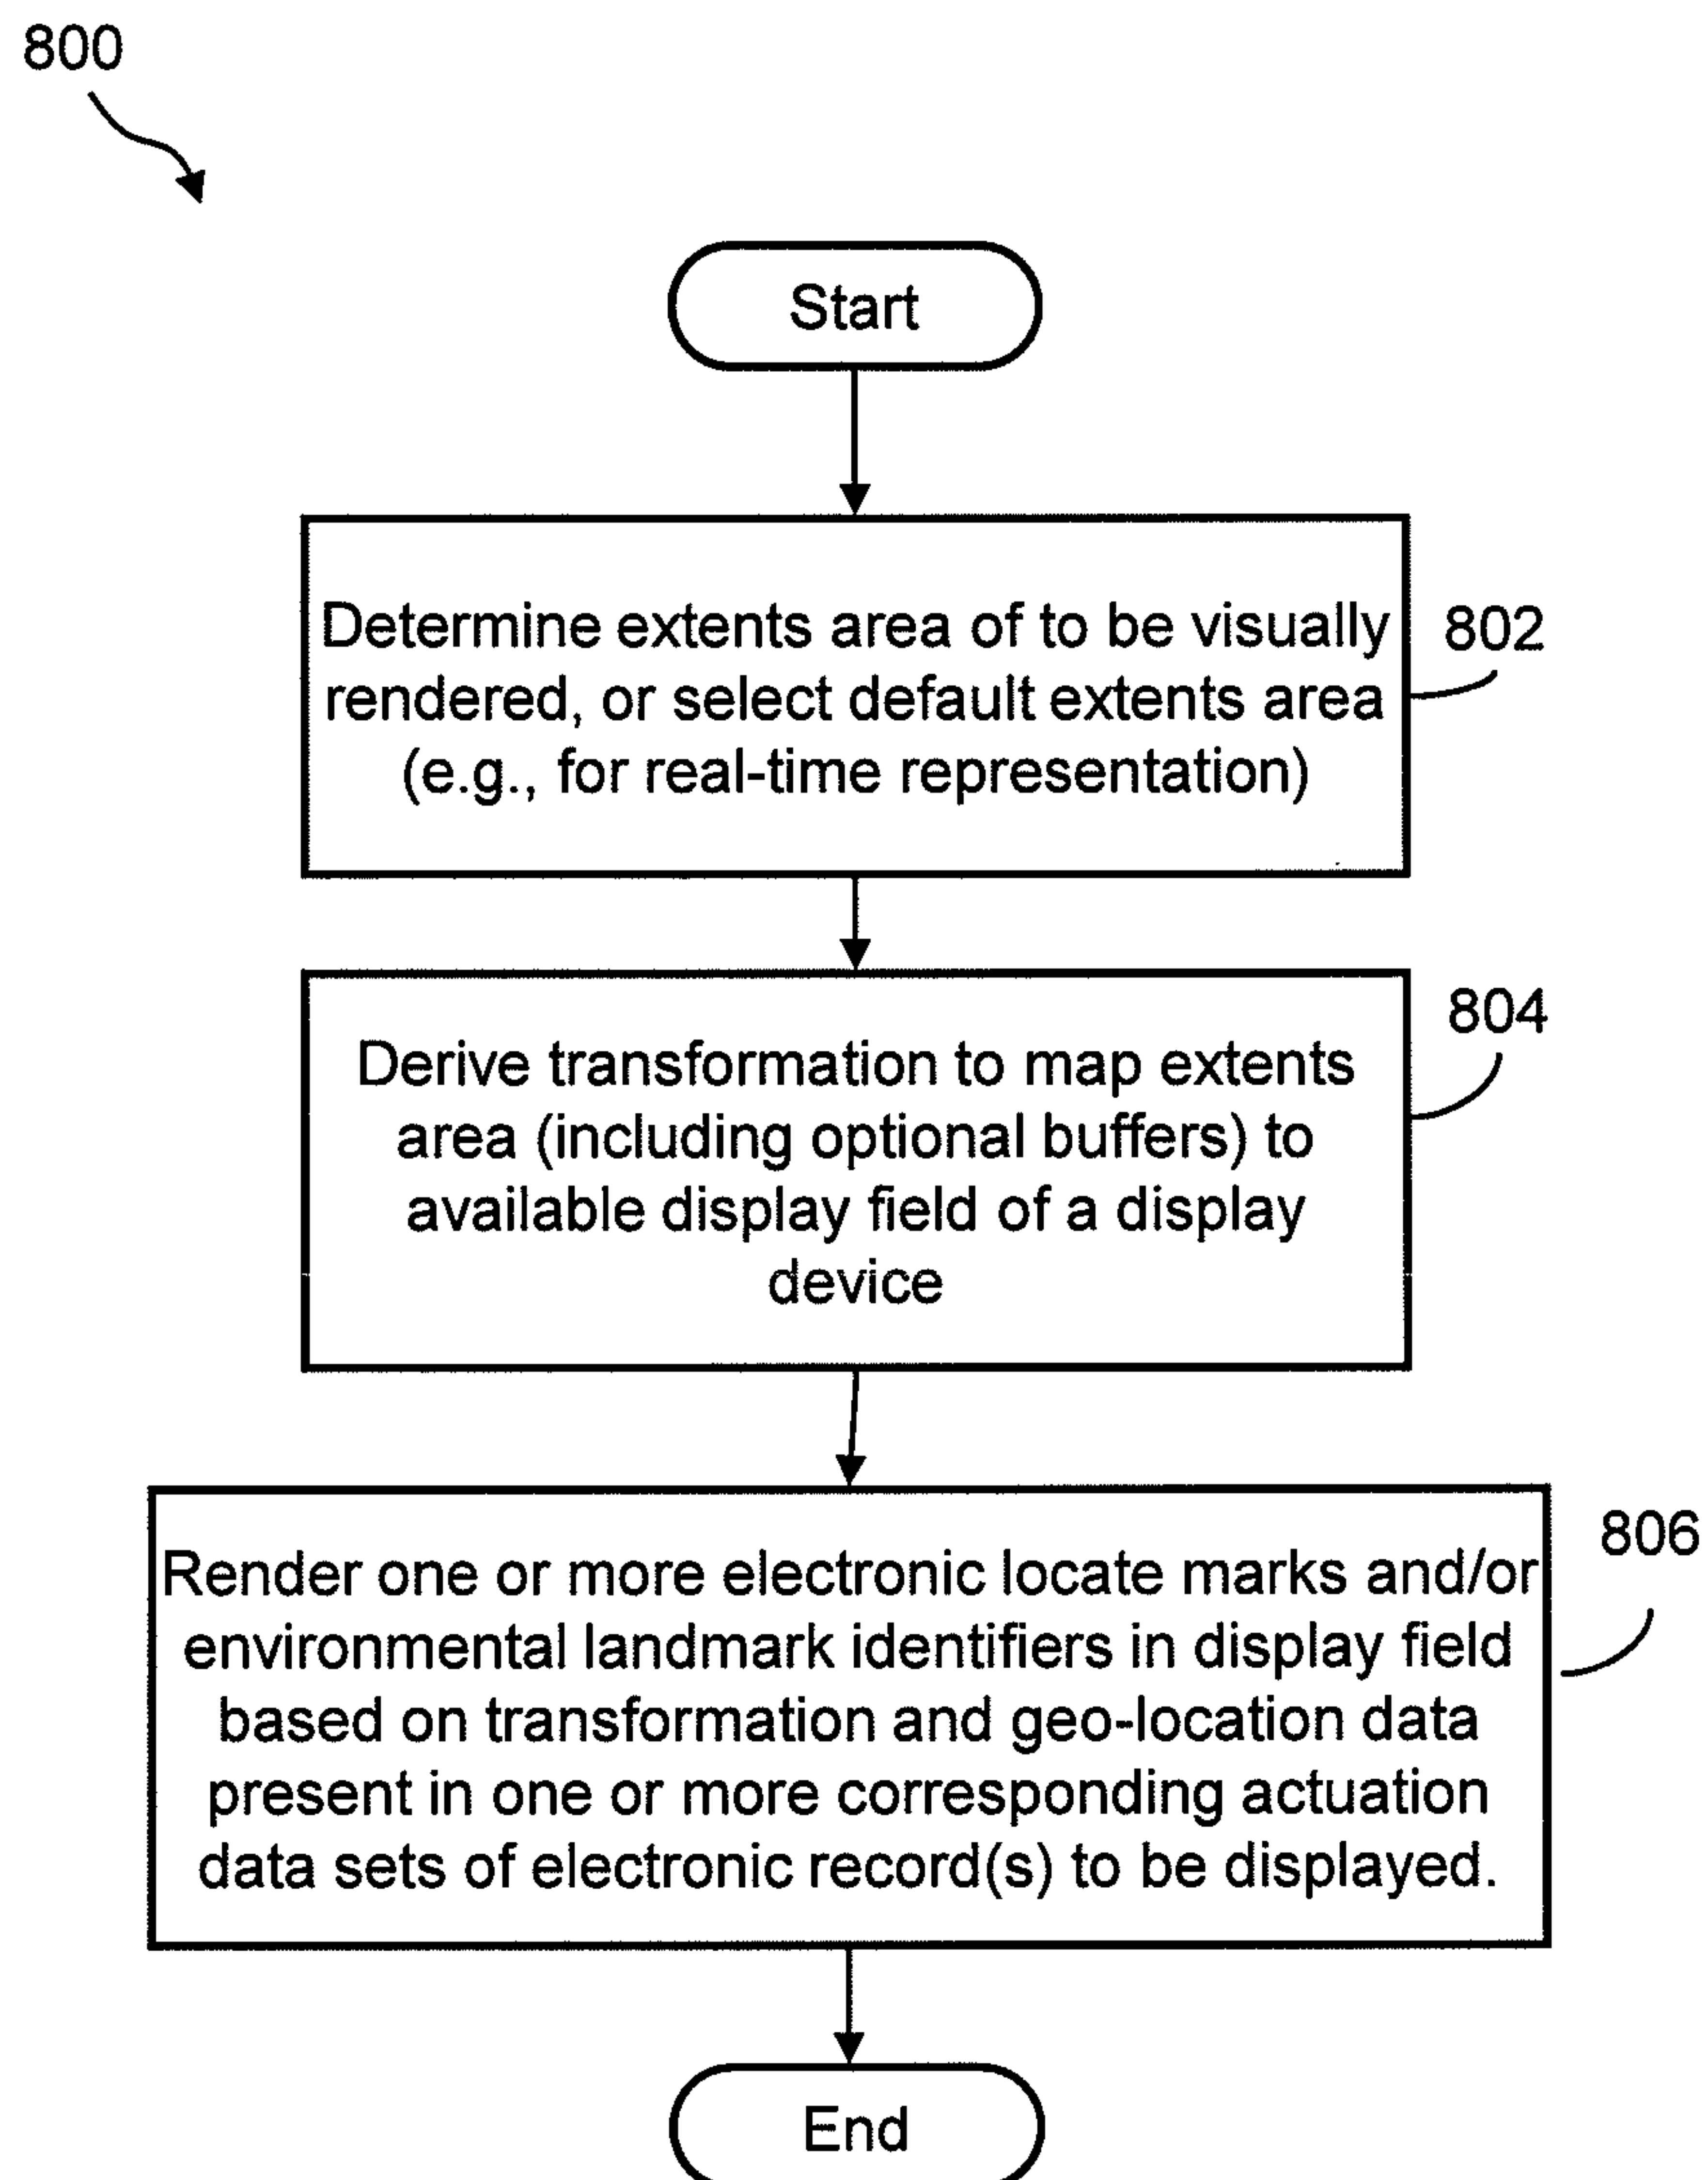 800
Start
Determine extents area of to be visually
rendered, or select default extents area
(e.g., for real-time representation)
802
Derive transformation to map extents
area (including optional buffers) to
available display field of a display
device
804
Render one or more electronic locate marks and/or
environmental landmark identifiers in display field
based on transformation and geo-location data
present in one or more corresponding actuation
data sets of electronic record(s) to be displayed.
806
End